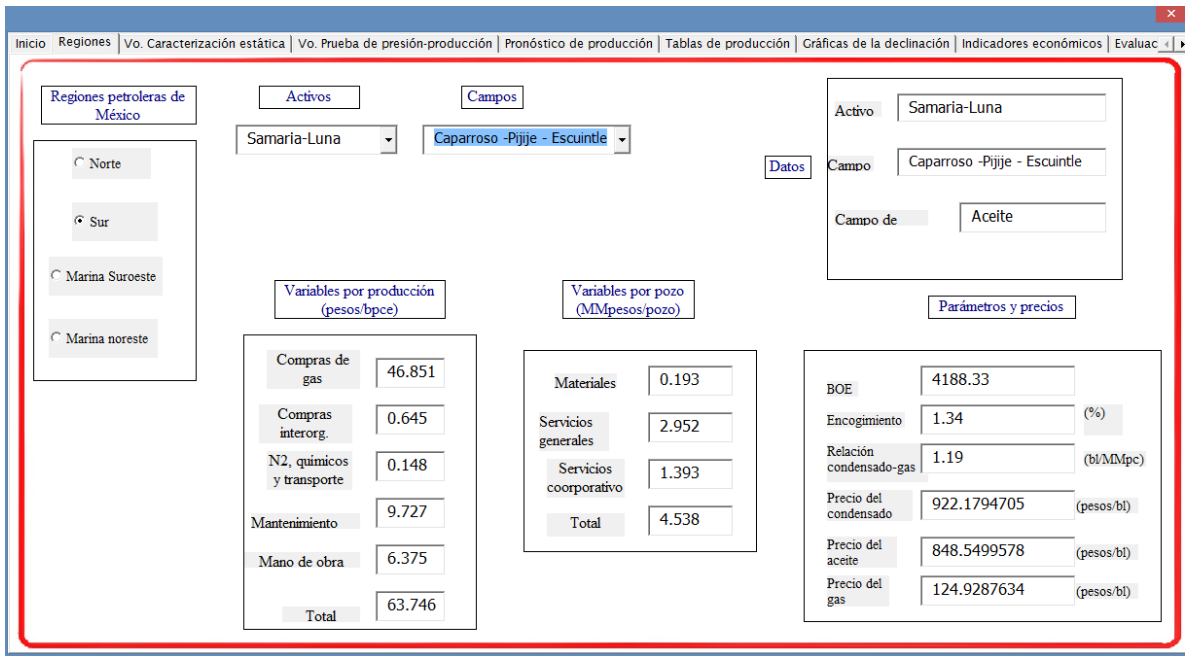 Inicio Regiones Vo. Caracterización estática Vo. Prueba de presión-producción Pronóstico de producción Tablas de producción Gráficas de la declinación Indicadores económicos Evaluac
Regiones petroleras de
México
Norte
Sur
Marina Suroeste
Marina noreste
Activos
Samaria-Luna
Campos
Caparroso -Pijije - Escuintle
Datos
Activo Samaria-Luna
Campo Caparroso -Pijije - Escuintle
Campo de Aceite
Variables por producción
(pesos/bpce)
Compras de
gas
46.851
Compras
interorg.
0.645
N2, químicos
y transporte
0.148
Mantenimiento 9.727
Mano de obra 6.375
Total 63.746
Variables por pozo
(MMpesos/pozo)
Materiales 0.193
Servicios
generales
2.952
Servicios
coorporativo
1.393
Total 4.538
Parámetros y precios
BOE 4188.33
Encogimiento 1.34 (%)
Relación
condensado-gas
1.19 (bl/MMpc)
Precio del
condensado
922.1794705 (pesos/bl)
Precio del
aceite
848.5499578 (pesos/bl)
Precio del
gas
124.9287634 (pesos/bl)